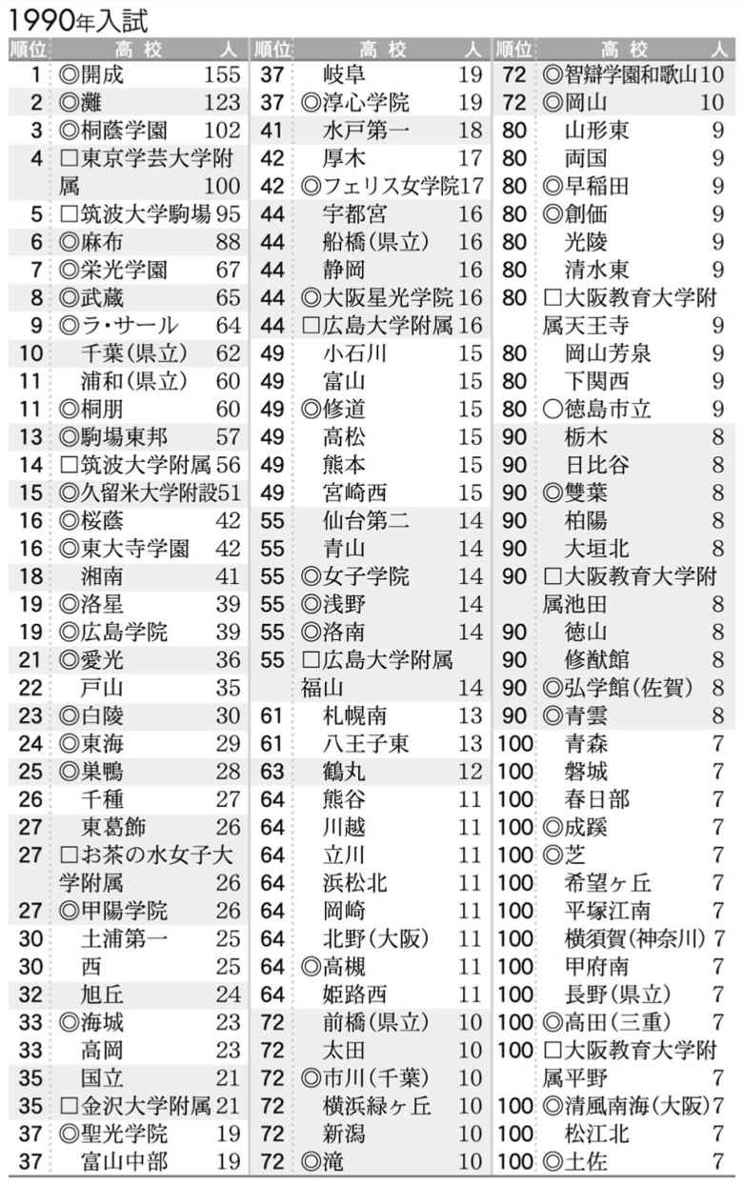 1990年入試
順位 高校 人
1 ◎開成 155
2 ◎灘 123
3 ◎桐蔭学園 102
4 □東京学芸大学附
属 100
5 □筑波大学駒場 95
6 ◎麻布 88
7 ◎栄光学園 67
8 ◎武蔵 65
9 ◎ラ・サール 64
10 千葉(県立) 62
11 浦和(県立) 60
11 ◎桐朋 60
13 ◎駒場東邦 57
14 □筑波大学附属 56
15 ◎久留米大学附設 51
16 ◎桜蔭 42
16 ◎東大寺学園 42
18 湘南 41
19 ◎洛星 39
19 ◎広島学院 39
21 ◎愛光 36
22 戸山 35
23 ◎白陵 30
24 ◎東海 29
25 ◎巣鴨 28
26 千種 27
27 東葛飾 26
27 □お茶の水女子大
学附属 26
27 ◎甲陽学院 26
30 土浦第一 25
30 西 25
32 旭丘 24
33 ◎海城 23
33 高岡 23
35 国立 21
35 □金沢大学附属 21
37 ◎聖光学院 19
37 富山中部 19
順位 高校 人
37 岐阜 19
37 ◎淳心学院 19
41 水戸第一 18
42 厚木 17
42 ◎フェリス女学院 17
44 宇都宮 16
44 船橋(県立) 16
44 静岡 16
44 ◎大阪星光学院 16
44 □広島大学附属 16
49 小石川 15
49 富山 15
49 ◎修道 15
49 高松 15
49 熊本 15
49 宮崎西 15
55 仙台第二 14
55 青山 14
55 ◎女子学院 14
55 ◎浅野 14
55 ◎洛南 14
55 □広島大学附属
福山 14
61 札幌南 13
61 八王子東 13
63 鶴丸 12
64 熊谷 11
64 川越 11
64 立川 11
64 浜松北 11
64 岡崎 11
64 北野(大阪) 11
64 ◎高槻 11
64 姫路西 11
72 前橋(県立) 10
72 太田 10
72 ◎市川(千葉) 10
72 横浜緑ヶ丘 10
72 新潟 10
72 ◎滝 10
順位 高校 人
72 ◎智辯学園和歌山 10
72 ◎岡山 10
80 山形東 9
80 両国 9
80 ◎早稲田 9
80 ◎創価 9
80 光陵 9
80 清水東 9
80 □大阪教育大学附
属天王寺 9
80 岡山芳泉 9
80 下関西 9
80 ○徳島市立 9
90 栃木 8
90 日比谷 8
90 ◎雙葉 8
90 柏陽 8
90 大垣北 8
90 □大阪教育大学附
属池田 8
90 徳山 8
90 修猷館 8
90 ◎弘学館(佐賀) 8
90 ◎青雲 8
100 青森 7
100 磐城 7
100 春日部 7
100 ◎成蹊 7
100 ◎芝 7
100 希望ヶ丘 7
100 平塚江南 7
100 横須賀(神奈川) 7
100 甲府南 7
100 長野(県立) 7
100 ◎高田(三重) 7
100 □大阪教育大学附
属平野 7
100 ◎清風南海(大阪) 7
100 松江北 7
100 ◎土佐 7